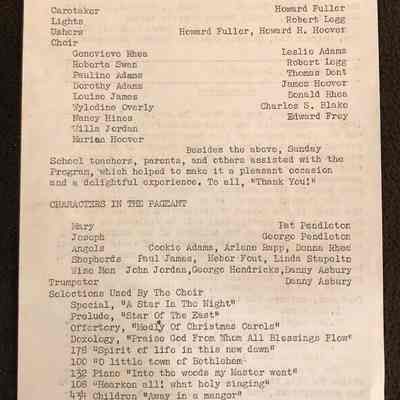 Caretaker Howard Fuller
Lights Robert Legg
Ushers Howard Fuller, Howard R. Hoover
Choir
Genevieve Rhea Leslie Adams
Roberta Swan Robert Legg
Pauline Adams Thomas Dent
Dorothy Adams James Hoover
Louise James Donald Rhea
Wylodine Overly Charles S. Blake
Nancy Hines Edward Frey
Willa Jordan
Marian Hoover
Besides the above, Sunday
School teachers, parents, and others assisted with the
Program, which helped to make it a pleasant occasion
and a delightful experience. To all, "Thank You!"
CHARACTERS IN THE PAGEANT
Mary Pat Pendleton
Joseph George Pendleton
Angels Cookie Adams, Arlene Rapp, Donna Rhea
Shepherds Paul James, Heber Fout, Linda Stapeltz
Wise Men John Jordan,George Hendricks,Danny Asbury
Trumpeter Danny Asbury
Selections Used By The Choir
Special, "A Star In The Night"
Prelude, "Star Of The East"
Offertory, "Medly Of Christmas Carols"
Doxology, "Praise God From Whom All Blessings Flow"
178 "Spirit of life in this new dawn"
100 "O little town of Bethlehem
132 Piano "Into the woods my Master went"
108 "Hearken all! what holy singing"
434 Children "Away in a manger"